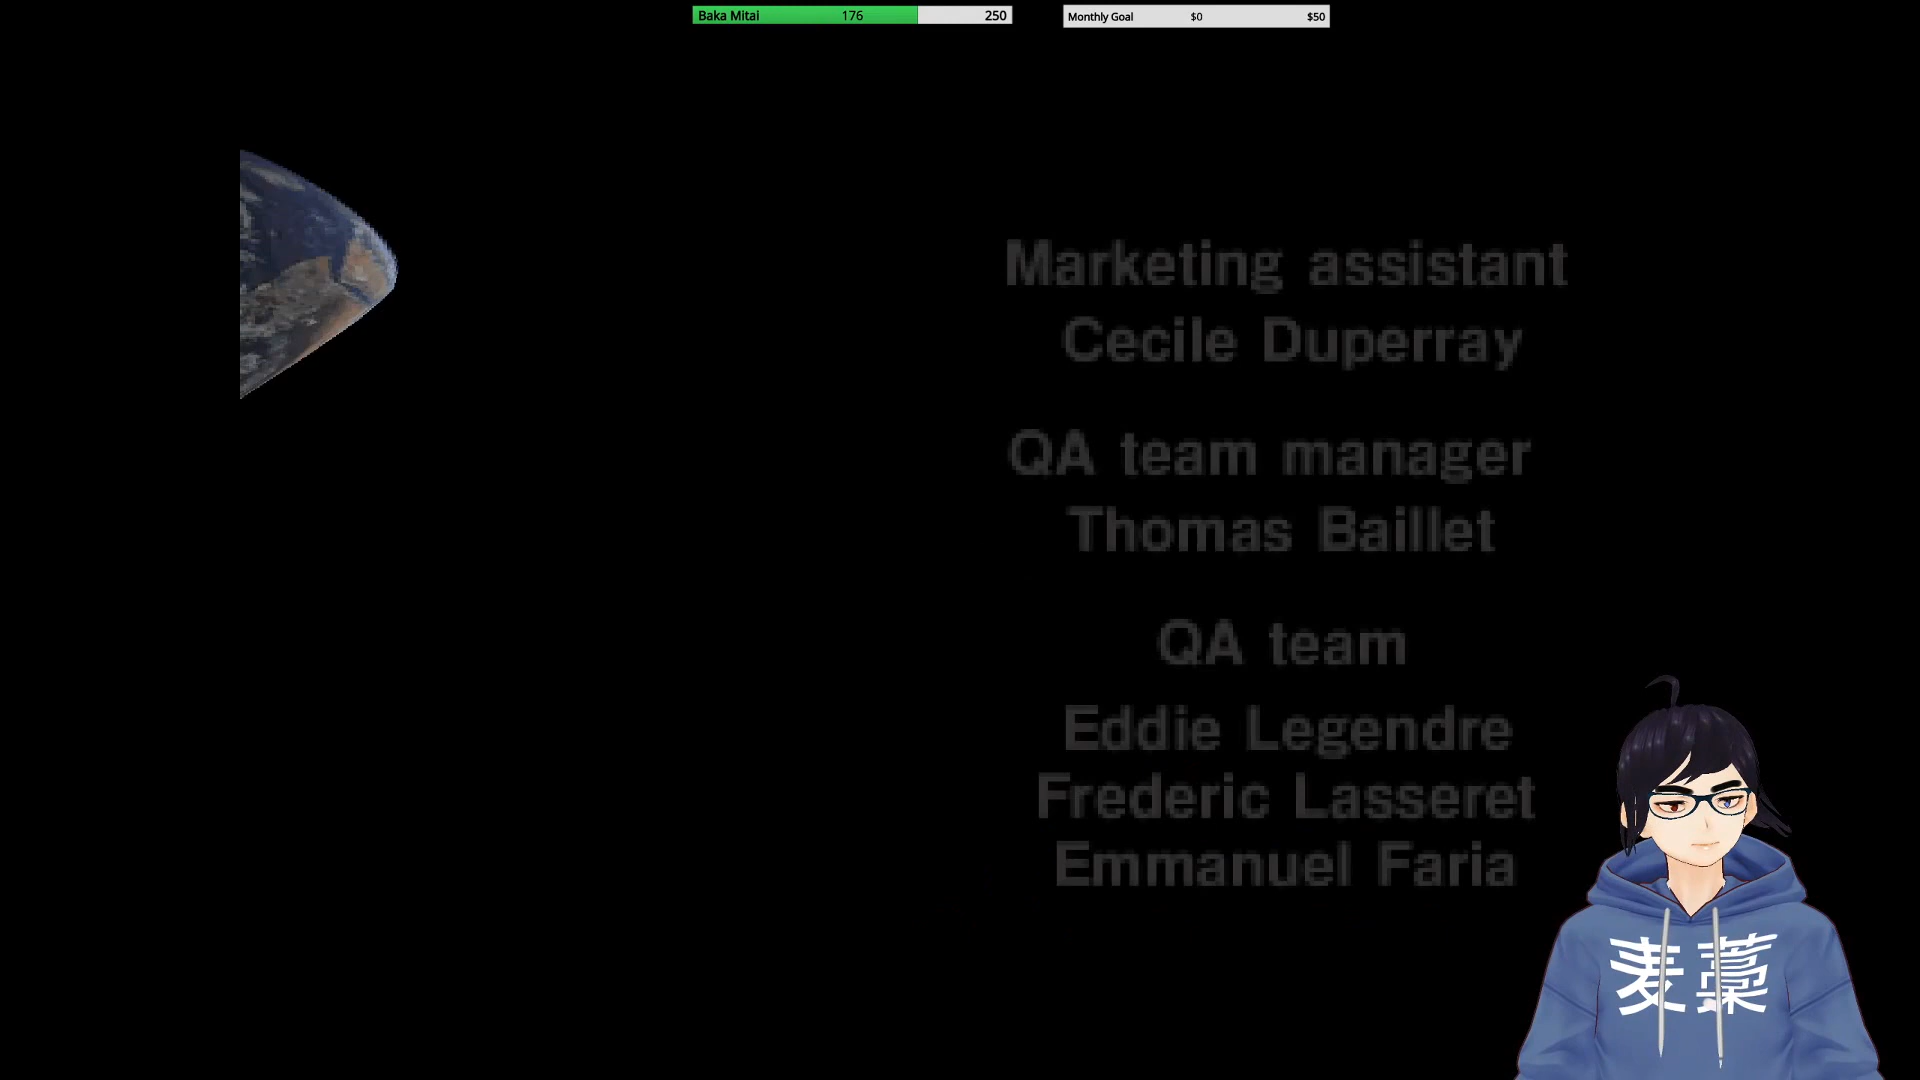 Baka Mitai 176 250
Monthly Goal $0 $50
Marketing assistant
Cecile Duperray
QA team manager
Thomas Baillet
QA team
Eddie Legendre
Frederic Lasseret
Emmanuel Faria
麦藁